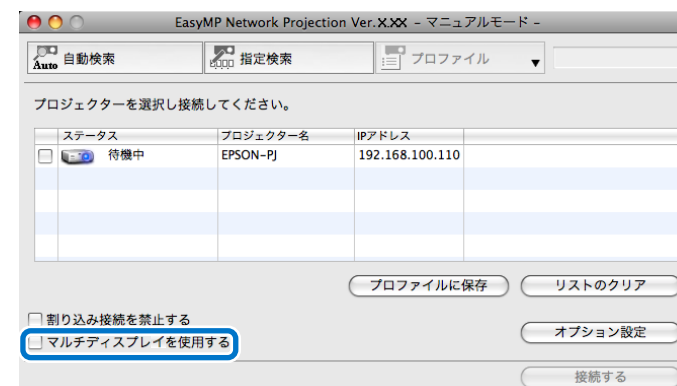 EasyMP Network Projection Ver.X.XX – マニュアルモード –
Auto 自動検索 指定検索 プロファイル
プロジェクターを選択し接続してください。
ステータス プロジェクター名 IPアドレス
待機中 EPSON-PJ 192.168.100.110
プロファイルに保存 リストのクリア
割り込み接続を禁止する
オプション設定
マルチディスプレイを使用する
接続する